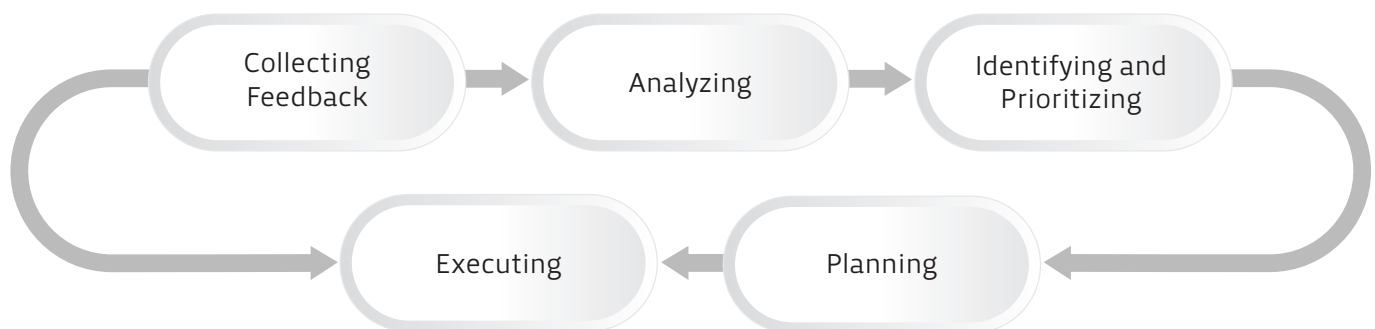 Collecting
Feedback
Analyzing
Identifying and
Prioritizing
Executing
Planning